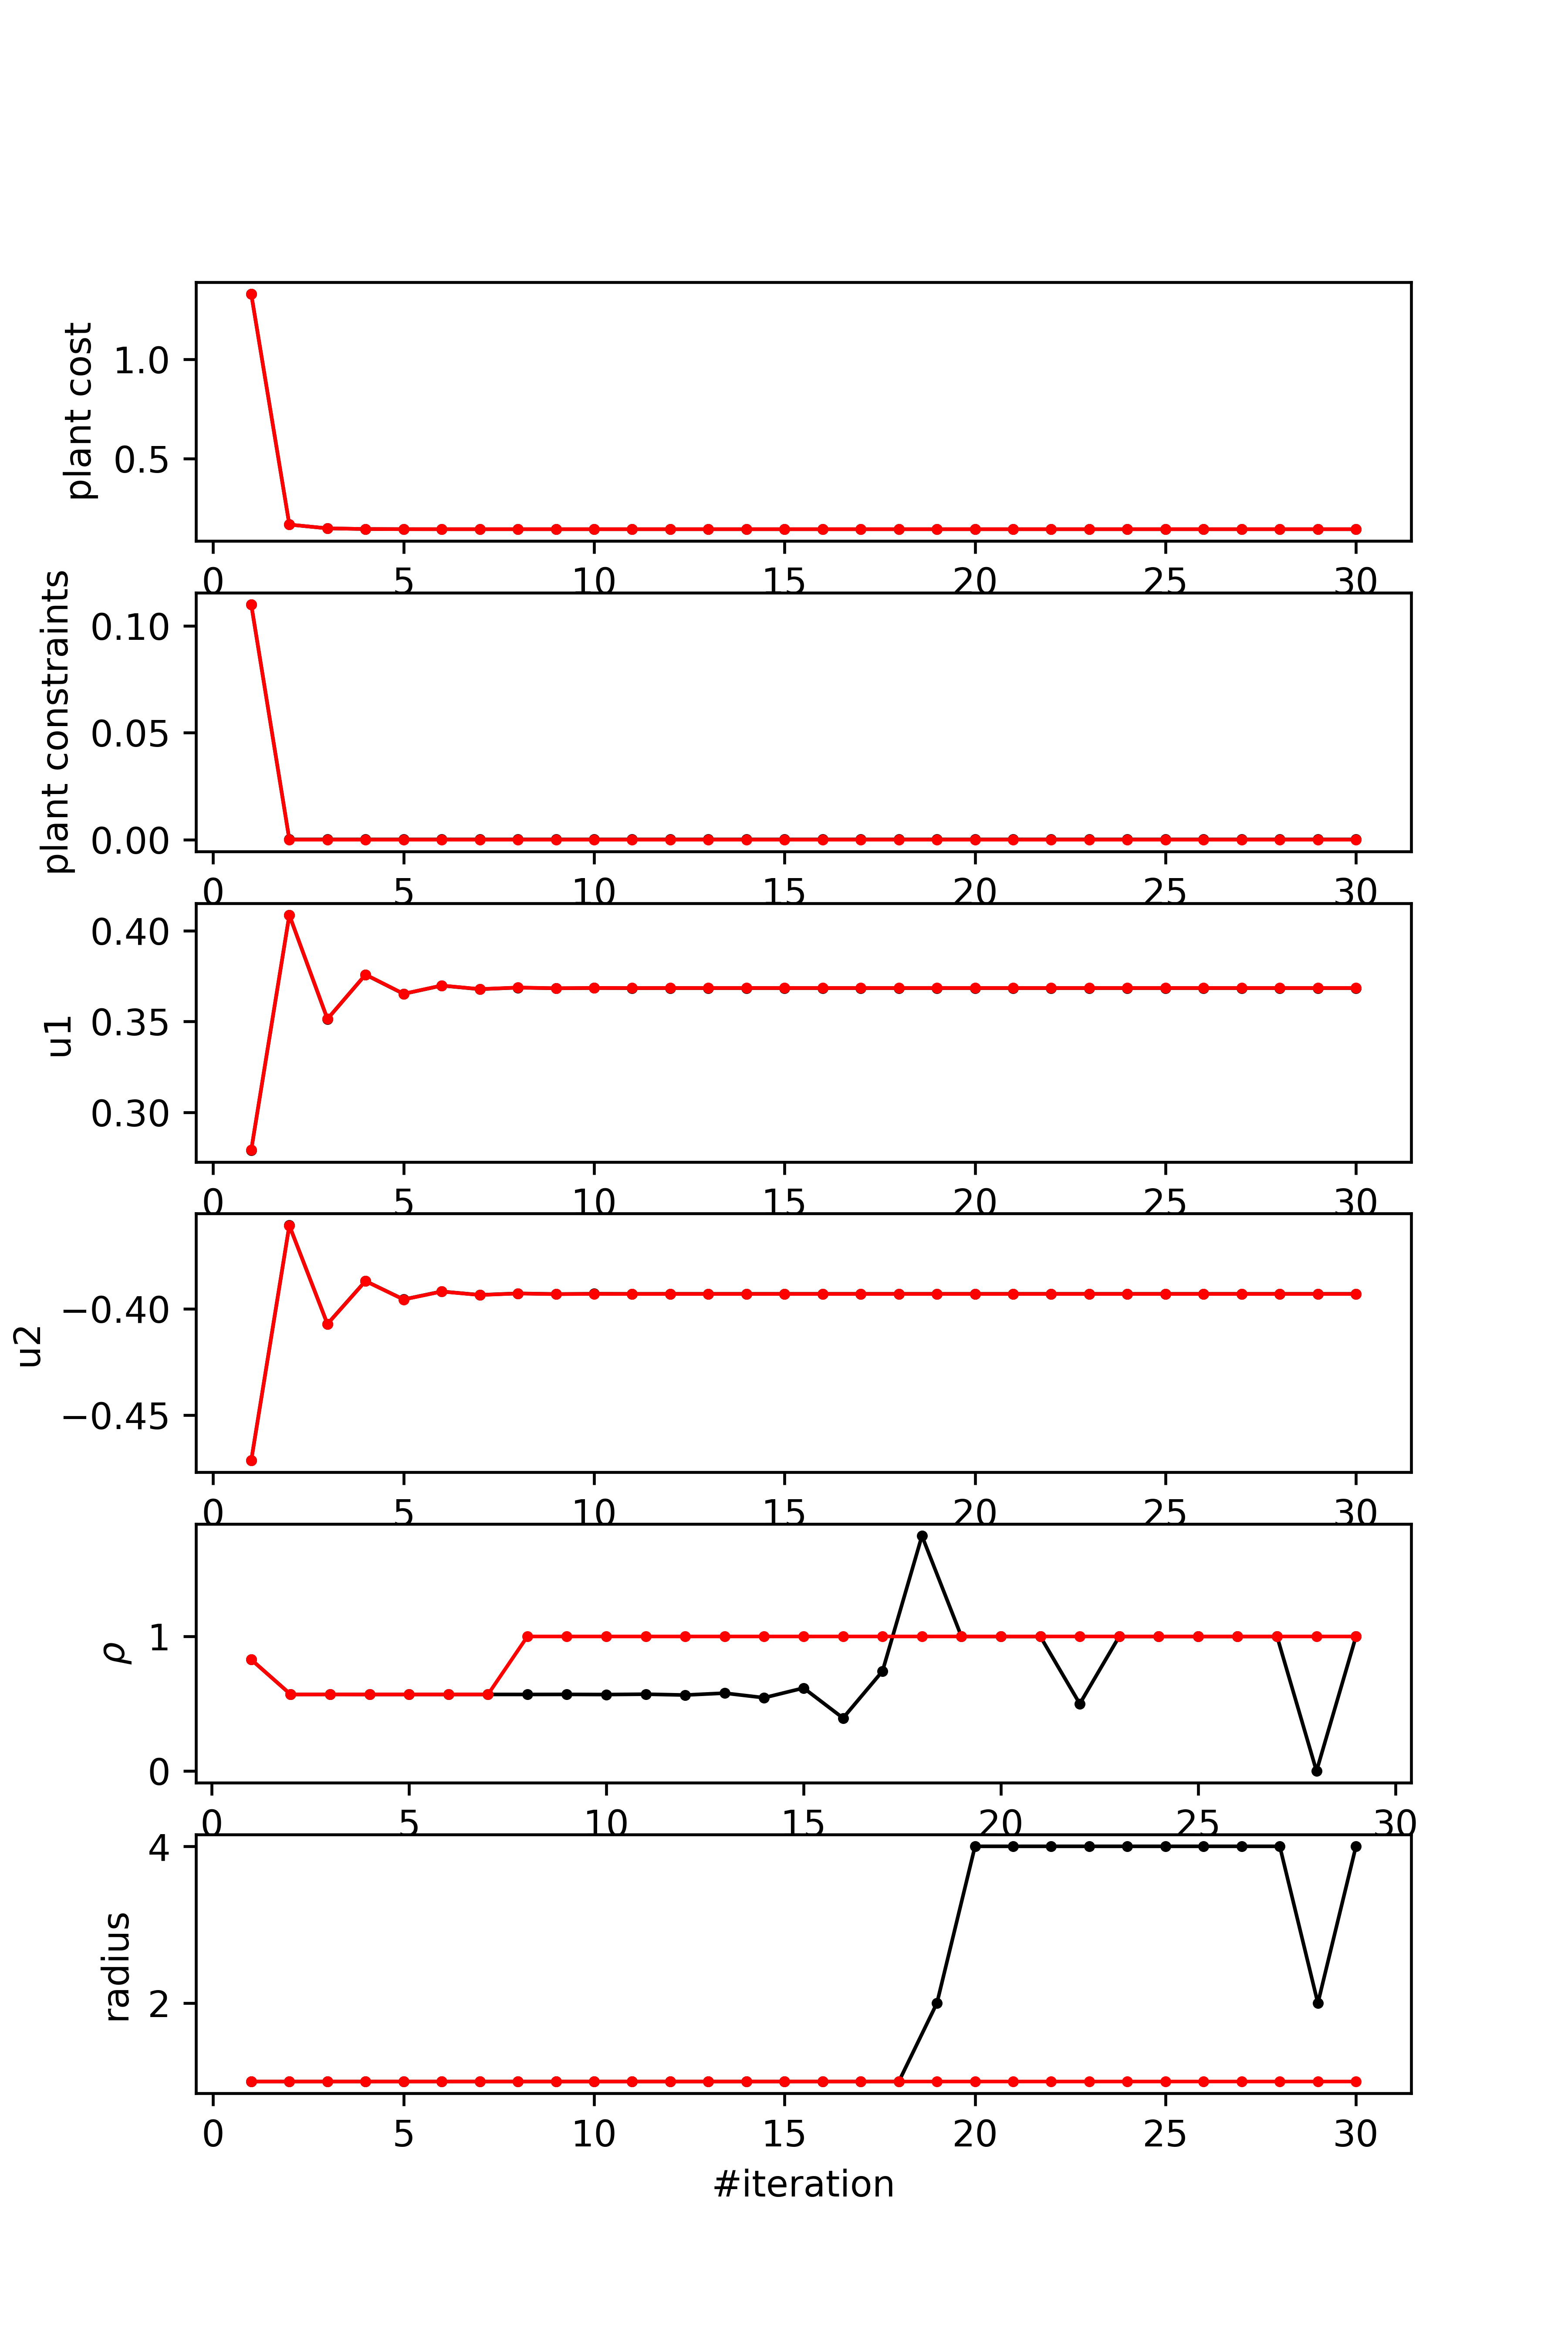 plant cost
1.0
0.5
0 5 10 15 20 25 30
plant constraints
0.10
0.05
0.00
0 5 10 15 20 25 30
u1
0.40
0.35
0.30
0 5 10 15 20 25 30
u2
−0.40
−0.45
0 5 10 15 20 25 30
ρ
1
0
0 5 10 15 20 25 30
radius
4
2
0 5 10 15 20 25 30
#iteration